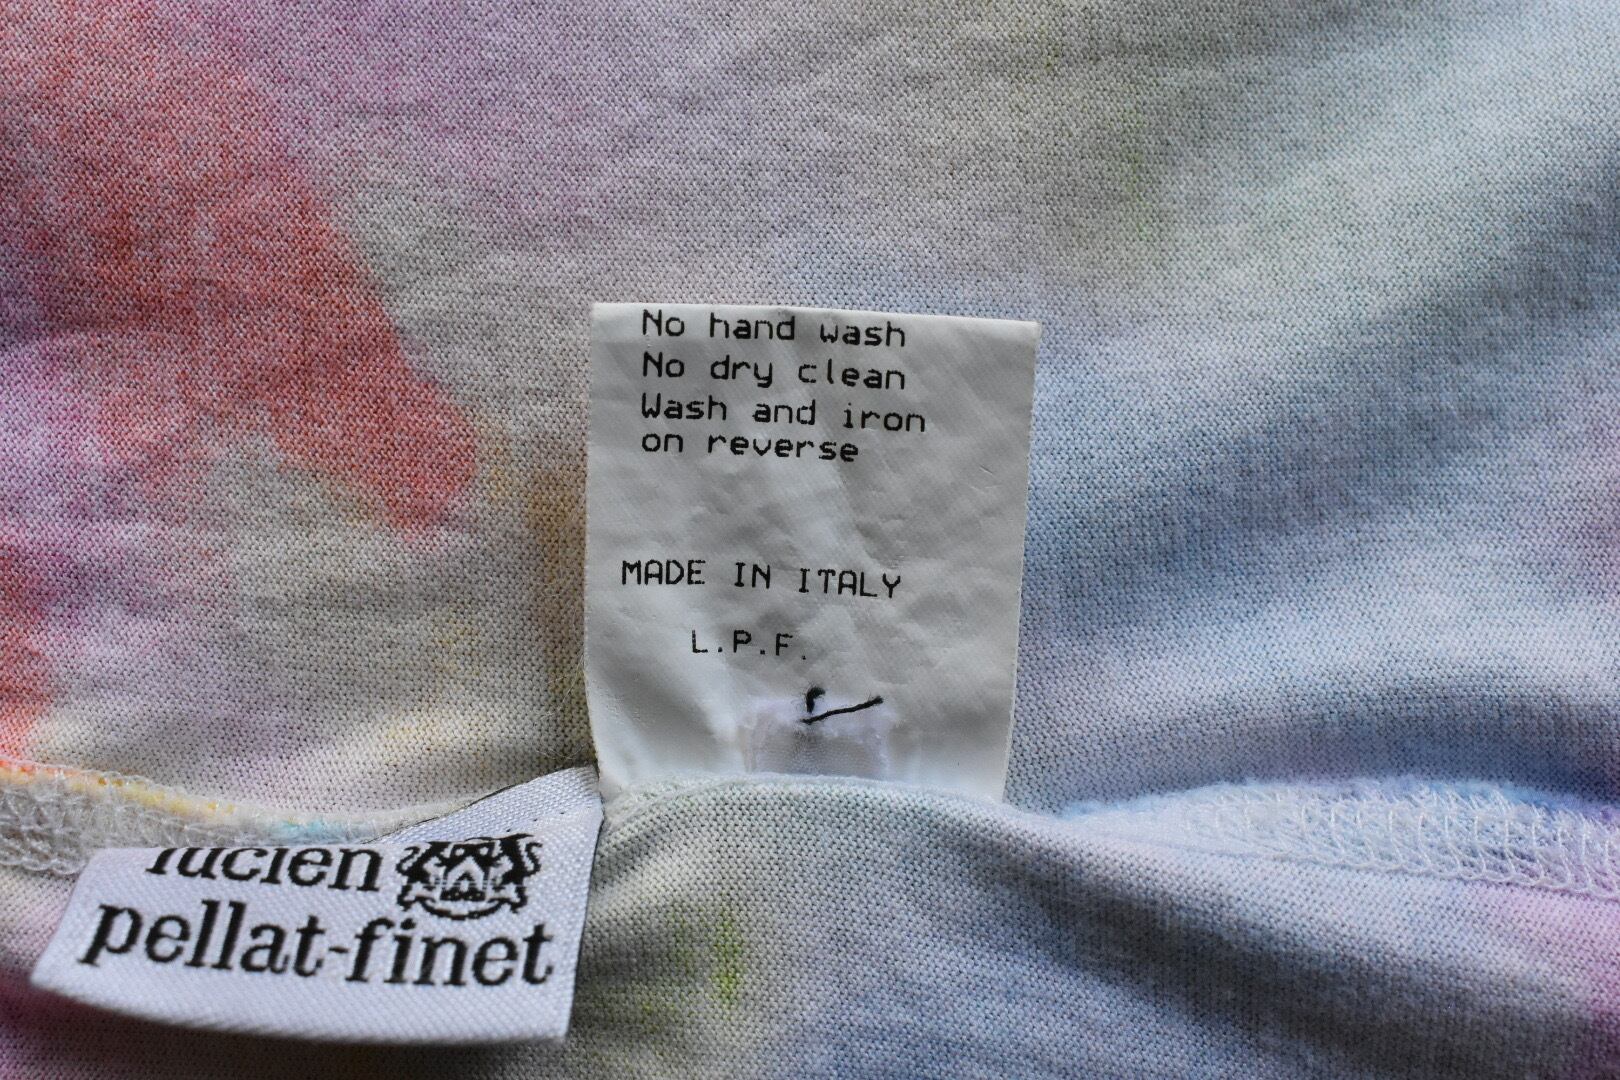 No hand wash
No dry clean
Wash and iron
on reverse
MADE IN ITALY
L.P.F.
lucien
pellat-finet